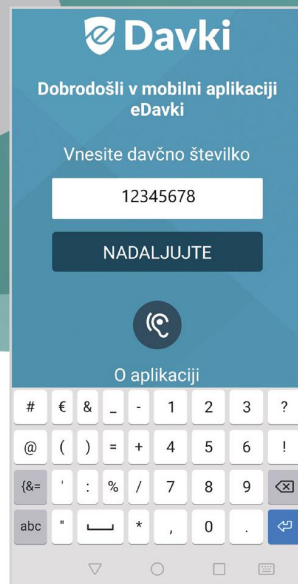 eDavki
Dobrodošli v mobilni aplikaciji
eDavki
Vnesite davčno številko
12345678
NADALJUJTE
O aplikaciji
# € & _ - 1 2 3 ?
@ ( ) = + 4 5 6 !
{&= ' : % / 7 8 9
abc " * , 0 .